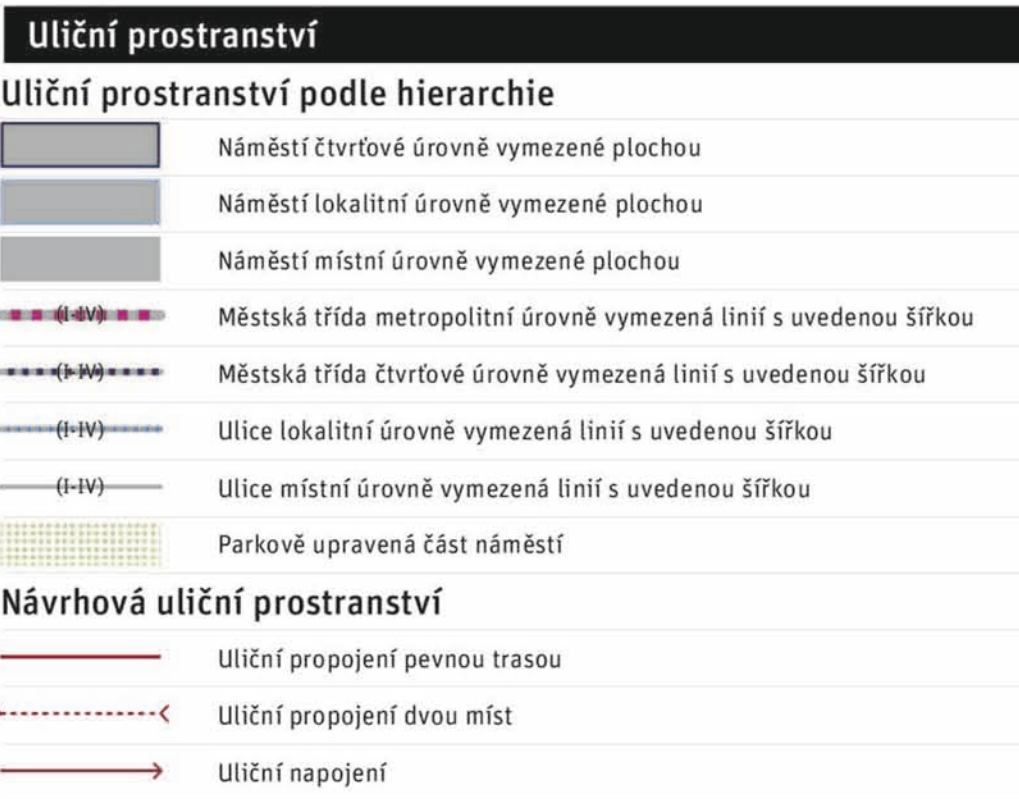 Uliční prostranství
Uliční prostranství podle hierarchie
Náměstí čtvrťové úrovně vymezené plochou
Náměstí lokalitní úrovně vymezené plochou
Náměstí místní úrovně vymezené plochou
(I-IV) Městská třída metropolitní úrovně vymezená linií s uvedenou šířkou
(I-IV) Městská třída čtvrťové úrovně vymezená linií s uvedenou šířkou
(I-IV) Ulice lokalitní úrovně vymezená linií s uvedenou šířkou
(I-IV) Ulice místní úrovně vymezená linií s uvedenou šířkou
Parkově upravená část náměstí
Návrhová uliční prostranství
Uliční propojení pevnou trasou
Uliční propojení dvou míst
Uliční napojení